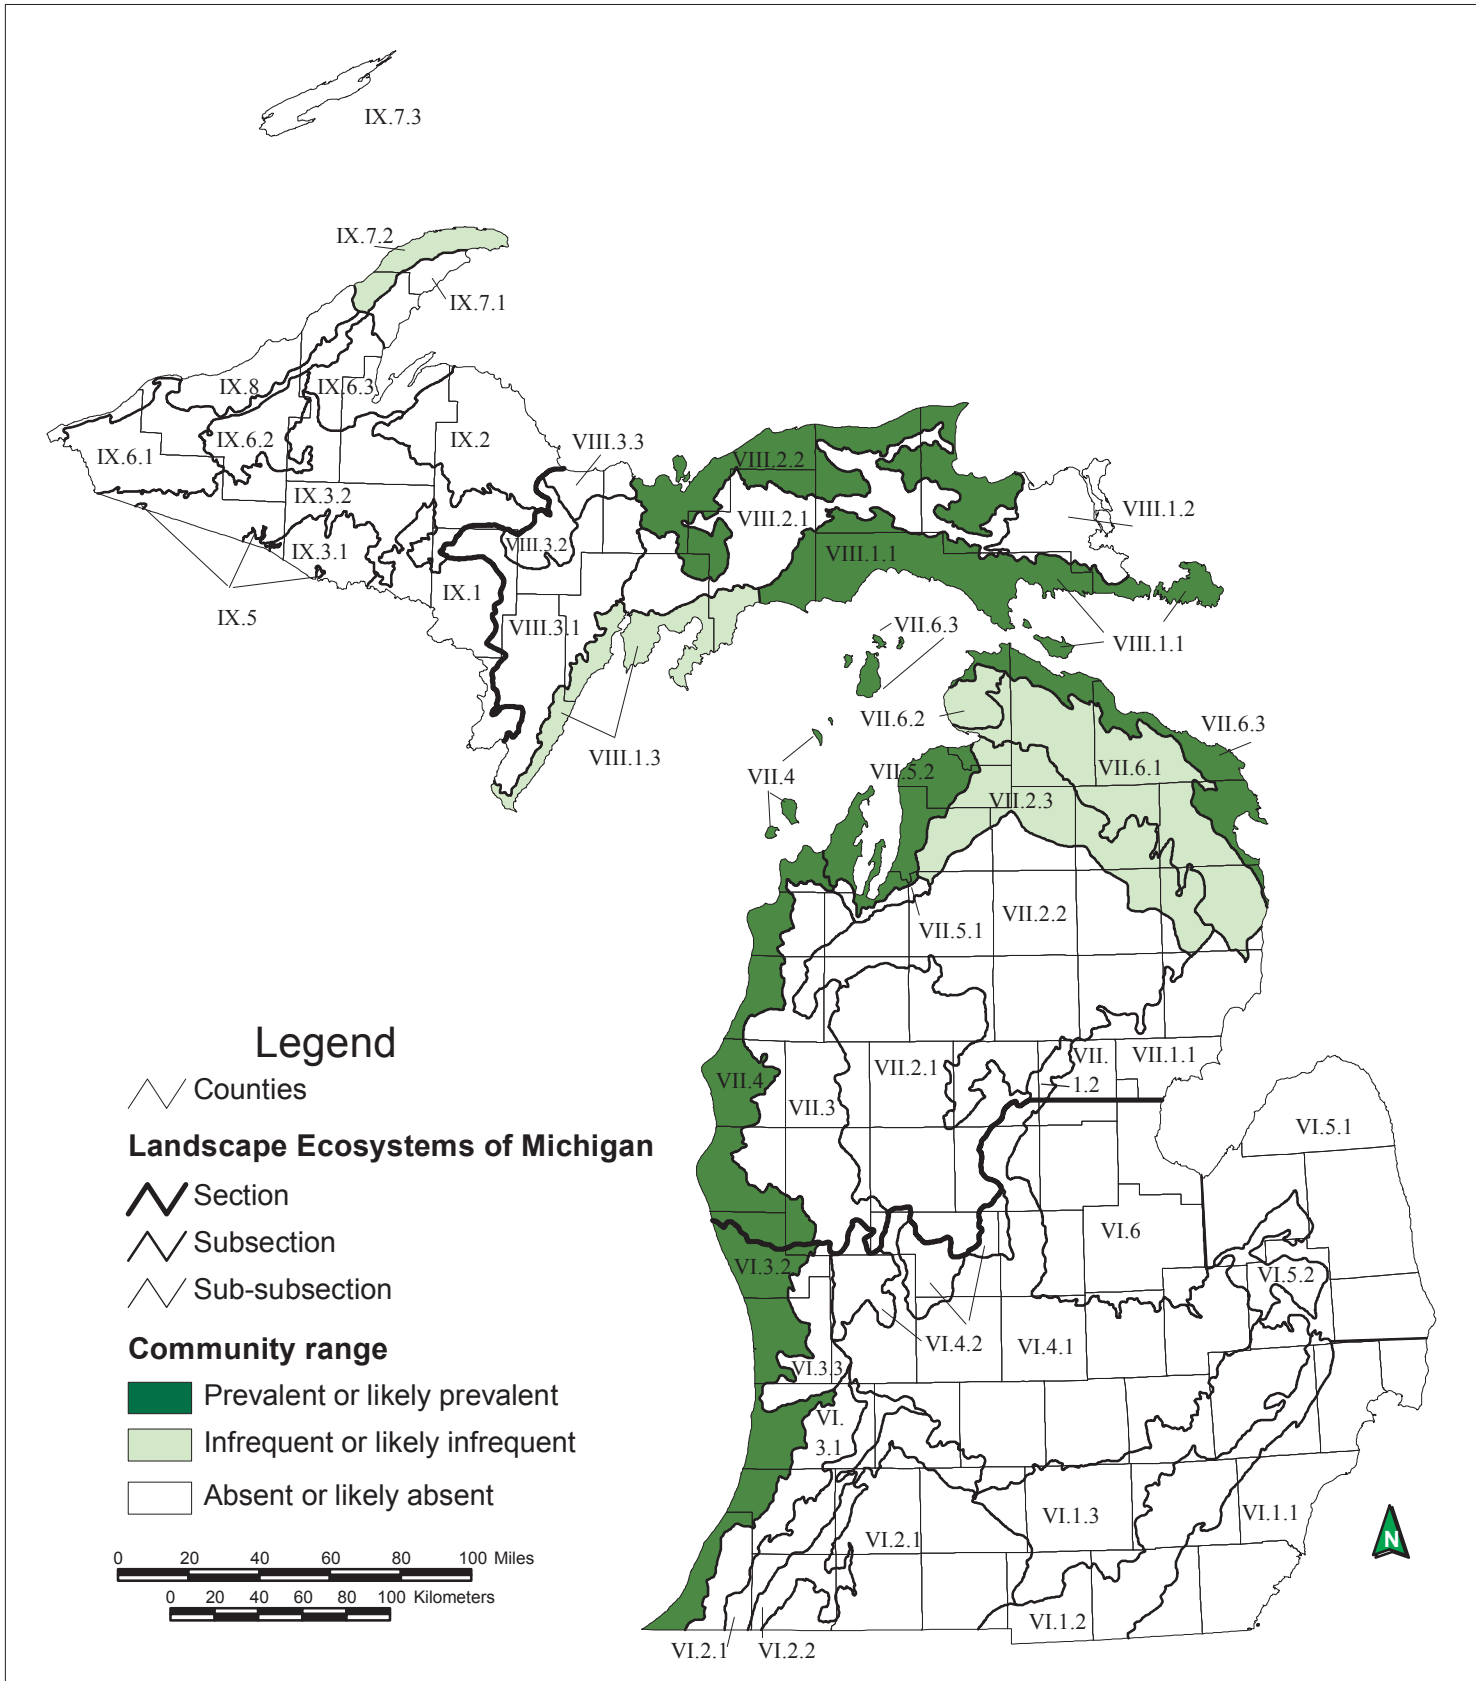 IX.7.3
IX.7.2
IX.7.1
IX.8
IX.6.3
IX.6.2
IX.2
VIII.3.3
IX.6.1
VIII.2.2
IX.3.2
VIII.2.1
VIII.1.2
IX.3.1
VIII.3.2
VIII.1.1
IX.1
IX.5
VIII.3.1
VII.6.3
VIII.1.1
VII.6.2
VII.6.3
VIII.1.3
VII.4
VII.5.2
VII.6.1
VII.2.3
VII.5.1
VII.2.2
VII.4
VII.3
VII.2.1
VII.
1.2
VII.1.1
VI.5.1
VI.6
VI.3.2
VI.5.2
VI.4.2
VI.4.1
VI.3.3
VI.
3.1
VI.2.1
VI.1.3
VI.1.1
VI.1.2
VI.2.1
VI.2.2
Legend
Counties
Landscape Ecosystems of Michigan
Section
Subsection
Sub-subsection
Community range
Prevalent or likely prevalent
Infrequent or likely infrequent
Absent or likely absent
0 20 40 60 80 100 Miles
0 20 40 60 80 100 Kilometers
N